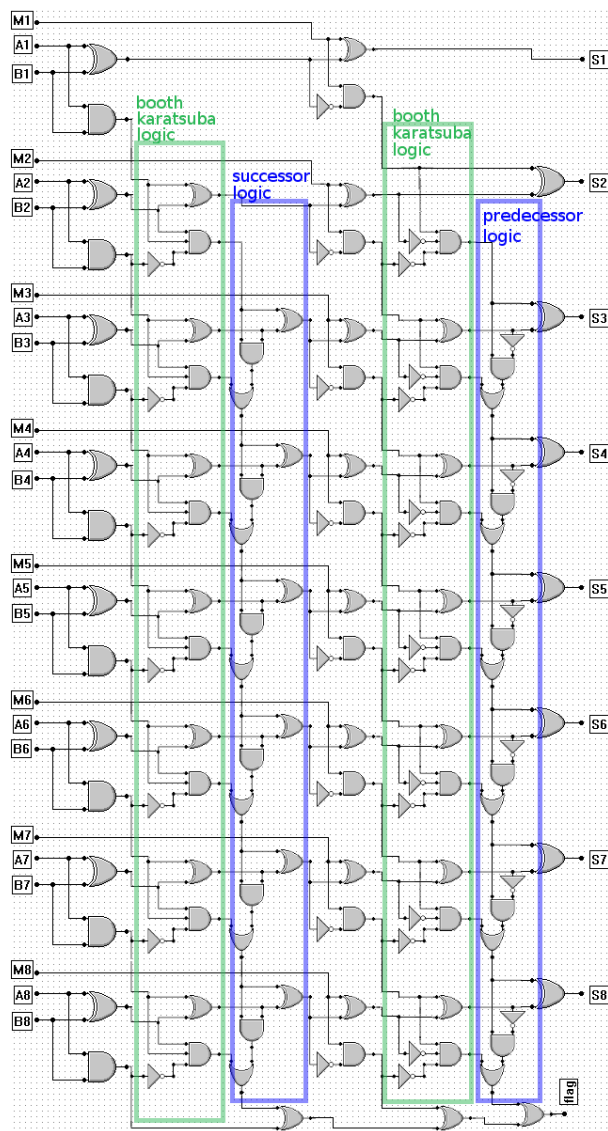 M1
A1
B1
S1
booth
karatsuba
logic
booth
karatsuba
logic
M2
A2
B2
successor
logic
S2
predecessor
logic
M3
A3
B3
S3
M4
A4
B4
S4
M5
A5
B5
S5
M6
A6
B6
S6
M7
A7
B7
S7
M8
A8
B8
S8
flag